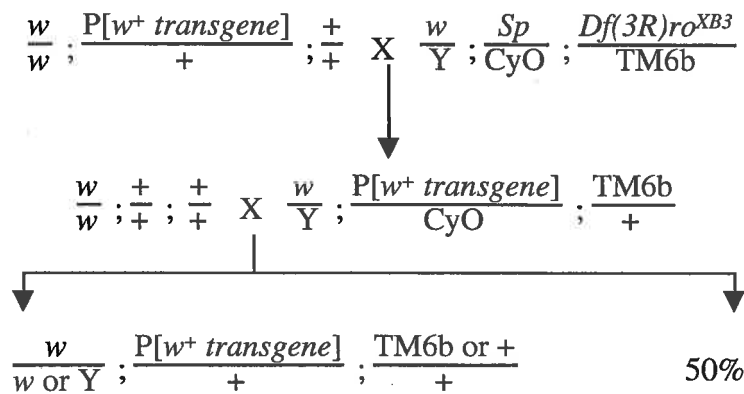 w/w ; P[w⁺ transgene]/+ ; +/+ X w/Y ; Sp/CyO ; Df(3R)roXB3/TM6b
w/w ; +/+ ; +/+ X w/Y ; P[w⁺ transgene]/CyO ; TM6b/+
w/w or Y ; P[w⁺ transgene]/+ ; TM6b or +/+ 50%